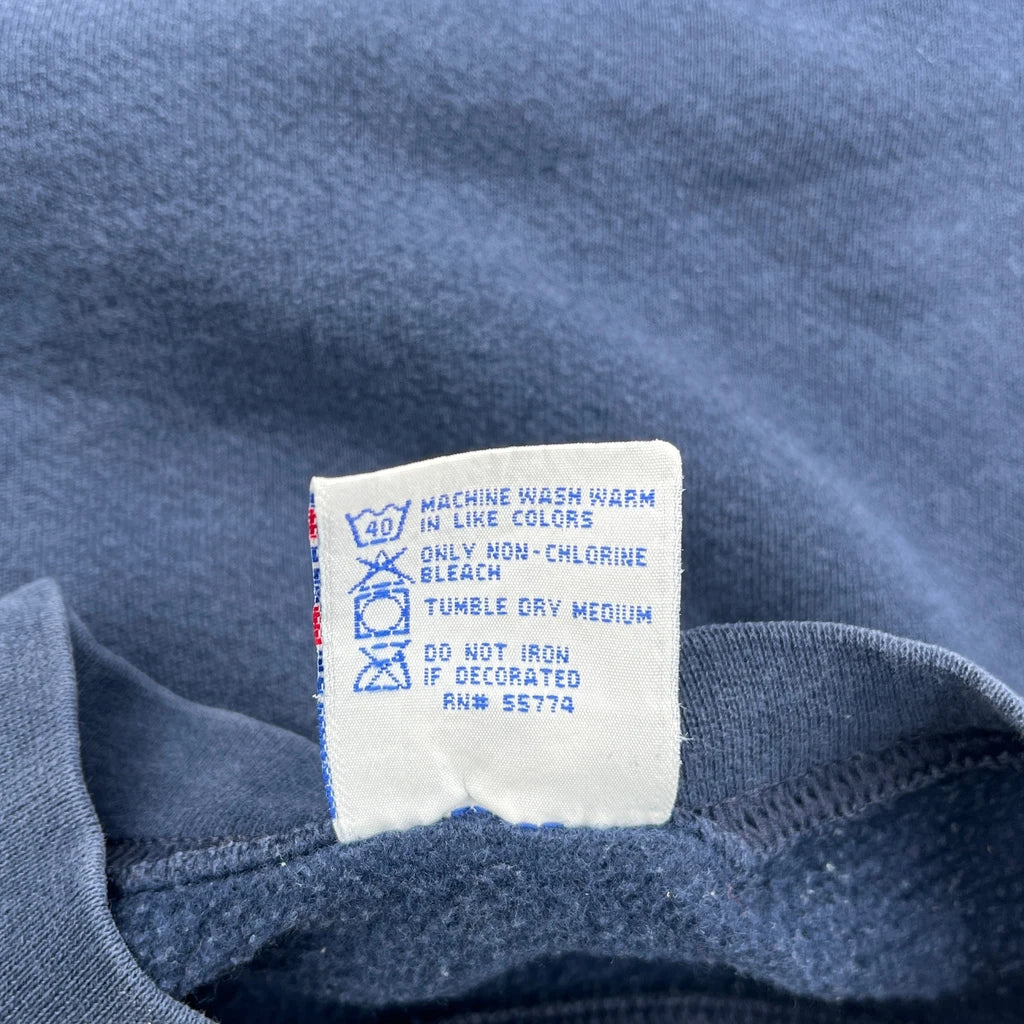 40
MACHINE WASH WARM
IN LIKE COLORS
ONLY NON-CHLORINE
BLEACH
TUMBLE DRY MEDIUM
DO NOT IRON
IF DECORATED
RN# 55774